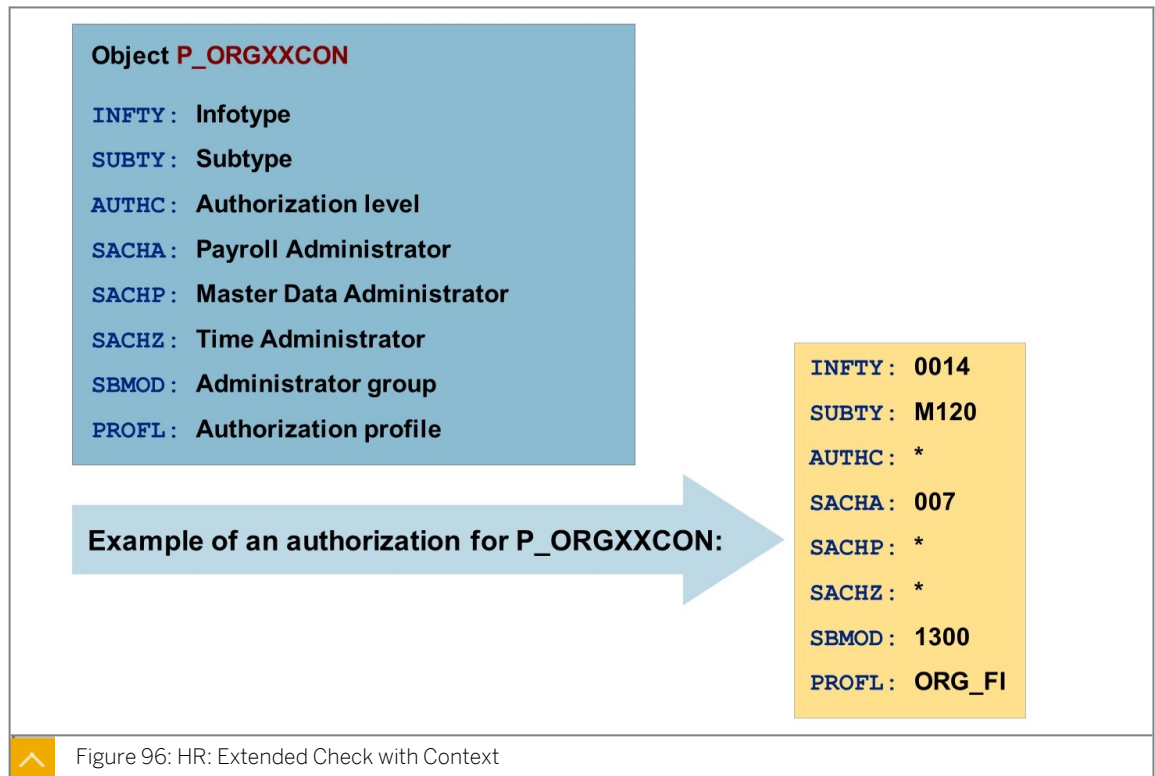 Object P_ORGXXCON
INFTY: Infotype
SUBTY: Subtype
AUTHC: Authorization level
SACHA: Payroll Administrator
SACHP: Master Data Administrator
SACHZ: Time Administrator
SBMOD: Administrator group
PROFL: Authorization profile
Example of an authorization for P_ORGXXCON:
INFTY: 0014
SUBTY: M120
AUTHC: *
SACHA: 007
SACHP: *
SACHZ: *
SBMOD: 1300
PROFL: ORG_FI
Figure 96: HR: Extended Check with Context